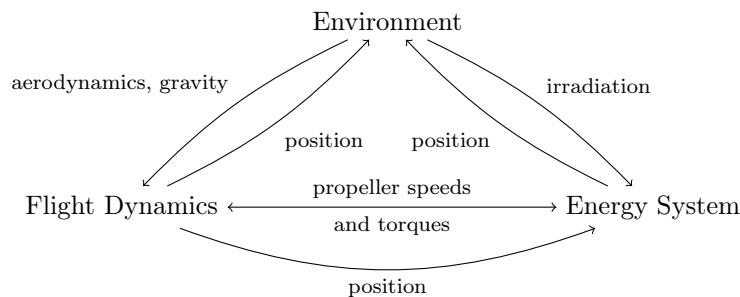 Environment
aerodynamics, gravity
irradiation
position
position
propeller speeds
Flight Dynamics
Energy System
and torques
position